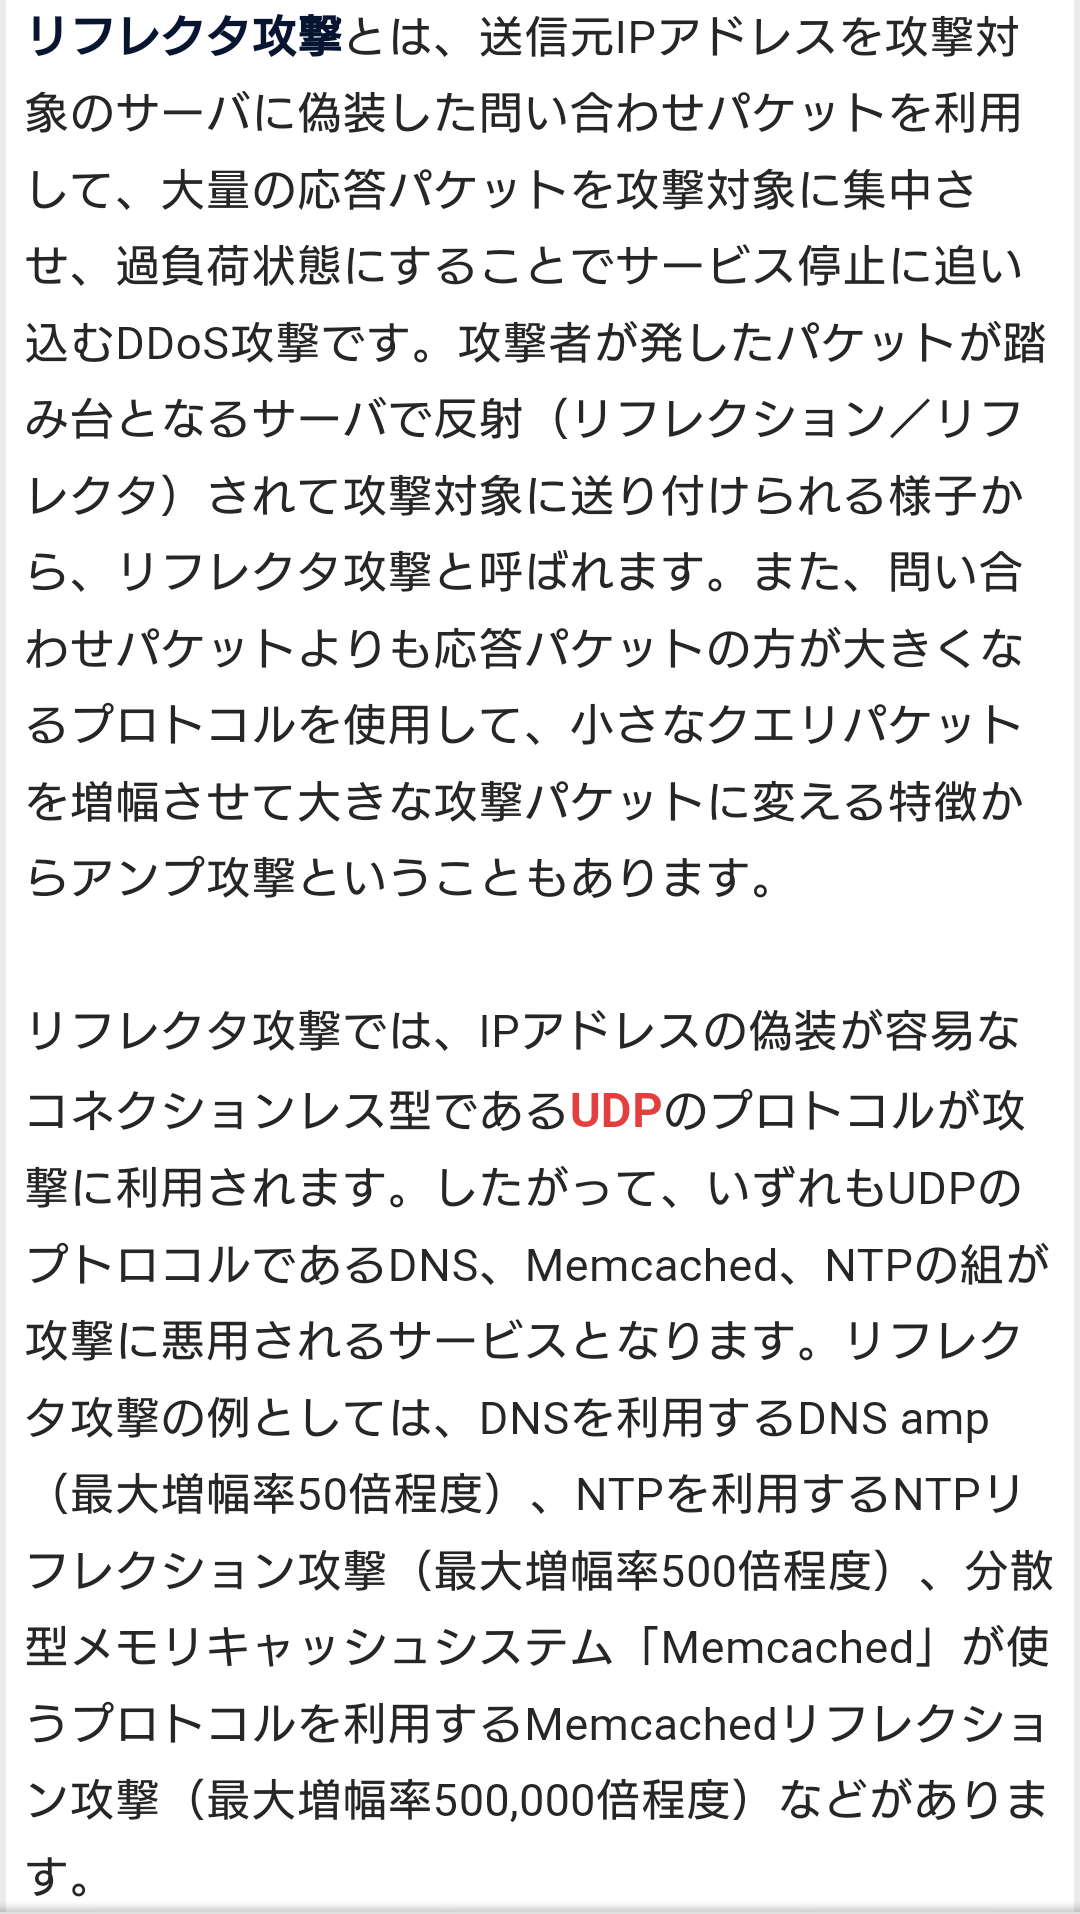 リフレクタ攻撃とは、送信元IPアドレスを攻撃対
象のサーバに偽装した問い合わせパケットを利用
して、大量の応答パケットを攻撃対象に集中さ
せ、過負荷状態にすることでサービス停止に追い
込むDDoS攻撃です。攻撃者が発したパケットが踏
み台となるサーバで反射（リフレクション／リフ
レクタ）されて攻撃対象に送り付けられる様子か
ら、リフレクタ攻撃と呼ばれます。また、問い合
わせパケットよりも応答パケットの方が大きくな
るプロトコルを使用して、小さなクエリパケット
を増幅させて大きな攻撃パケットに変える特徴か
らアンプ攻撃ということもあります。
リフレクタ攻撃では、IPアドレスの偽装が容易な
コネクションレス型であるUDPのプロトコルが攻
撃に利用されます。したがって、いずれもUDPの
プトロコルであるDNS、Memcached、NTPの組が
攻撃に悪用されるサービスとなります。リフレク
タ攻撃の例としては、DNSを利用するDNS amp
（最大増幅率50倍程度）、NTPを利用するNTPリ
フレクション攻撃（最大増幅率500倍程度）、分散
型メモリキャッシュシステム「Memcached」が使
うプロトコルを利用するMemcachedリフレクショ
ン攻撃（最大増幅率500,000倍程度）などがありま
す。